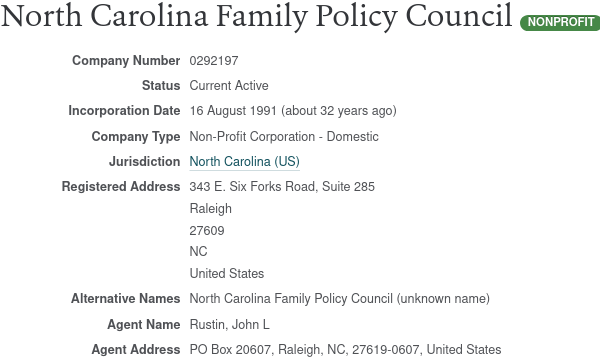 North Carolina Family Policy Council NONPROFIT
Company Number 0292197
Status Current Active
Incorporation Date 16 August 1991 (about 32 years ago)
Company Type Non-Profit Corporation - Domestic
Jurisdiction North Carolina (US)
Registered Address 343 E. Six Forks Road, Suite 285
Raleigh
27609
NC
United States
Alternative Names North Carolina Family Policy Council (unknown name)
Agent Name Rustin, John L
Agent Address PO Box 20607, Raleigh, NC, 27619-0607, United States